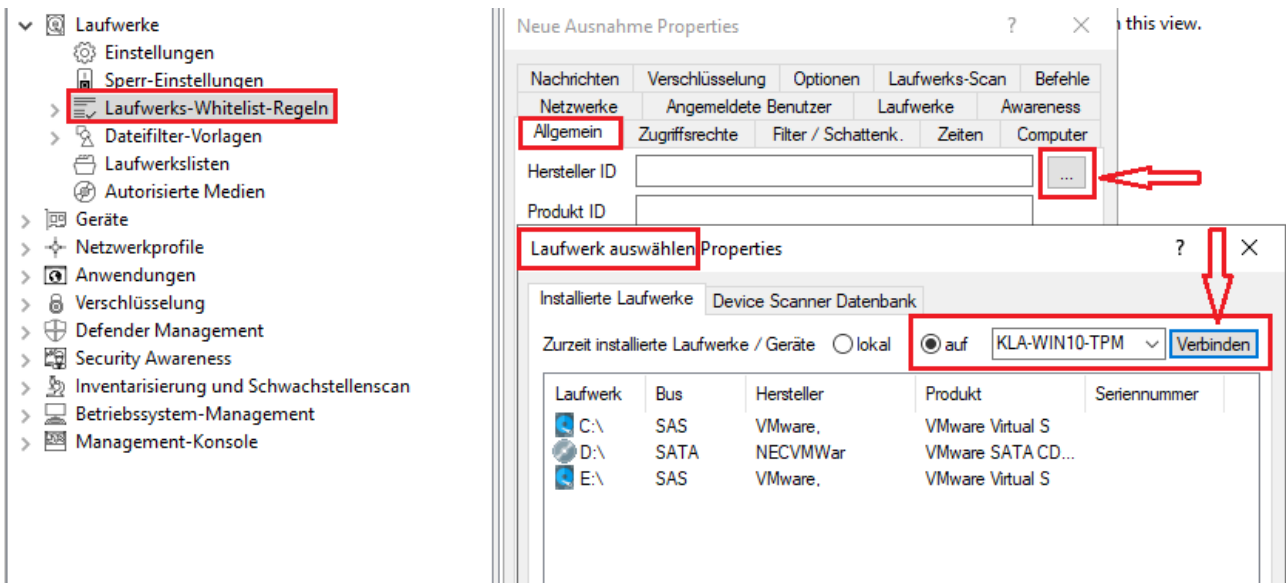 Laufwerke
Einstellungen
Sperr-Einstellungen
Laufwerks-Whitelist-Regeln
Dateifilter-Vorlagen
Laufwerkslisten
Autorisierte Medien
Geräte
Netzwerkprofile
Anwendungen
Verschlüsselung
Defender Management
Security Awareness
Inventarisierung und Schwachstellenscan
Betriebssystem-Management
Management-Konsole
Neue Ausnahme Properties ?
this view.
Nachrichten Verschlüsselung Optionen Laufwerks-Scan Befehle
Netzwerke Angemeldete Benutzer Laufwerke Awareness
Allgemein Zugriffsrechte Filter / Schattenk. Zeiten Computer
Hersteller ID ...
Produkt ID
Laufwerk auswählen Properties ?
Installierte Laufwerke Device Scanner Datenbank
Zurzeit installierte Laufwerke / Geräte lokal auf KLA-WIN10-TPM Verbinden
Laufwerk Bus Hersteller Produkt Seriennummer
C:\ SAS VMware, VMware Virtual S
D:\ SATA NECVMWar VMware SATA CD...
E:\ SAS VMware, VMware Virtual S